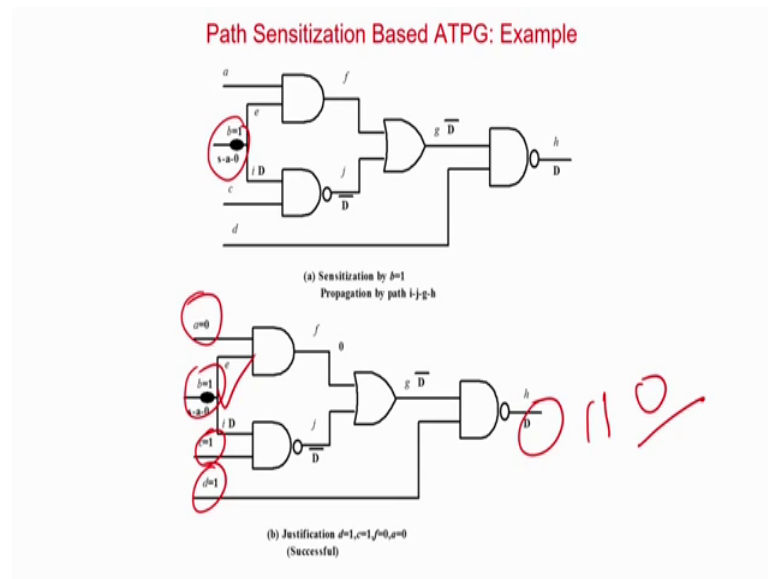 Path Sensitization Based ATPG: Example
a
f
e
b=1
s-a-0
g D̅
h
D
i D
j
D̅
c
d
(a) Sensitization by b=1
Propagation by path i-j-g-h
a=0
f
0
e
b=1
s-a-0
g D̅
h
D
110
i D
j
D̅
c=1
d=1
(b) Justification d=1,c=1,f=0,a=0
(Successful)